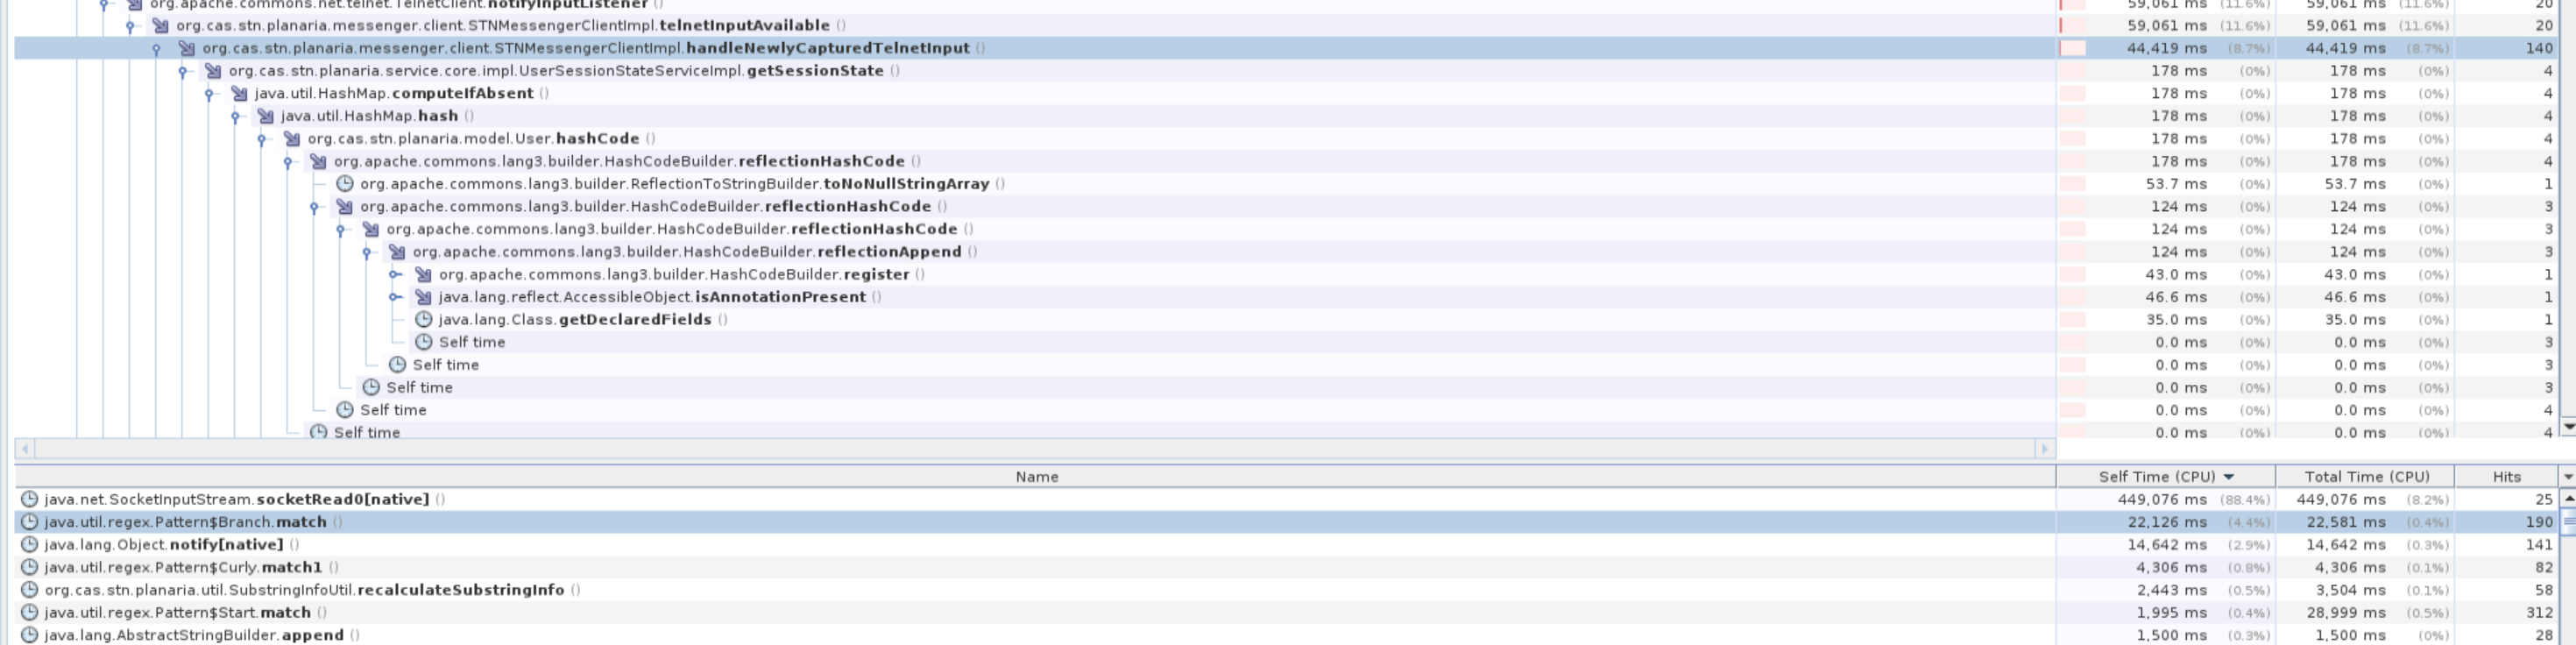 org.apache.commons.net.telnet.TelnetClient.notifyInputListener () 59,061 ms (11.6%) 59,061 ms (11.6%) 20
org.cas.stn.planaria.messenger.client.STNMessengerClientImpl.telnetInputAvailable () 59,061 ms (11.6%) 59,061 ms (11.6%) 20
org.cas.stn.planaria.messenger.client.STNMessengerClientImpl.handleNewlyCapturedTelnetInput () 44,419 ms (8.7%) 44,419 ms (8.7%) 140
org.cas.stn.planaria.service.core.impl.UserSessionStateServiceImpl.getSessionState () 178 ms (0%) 178 ms (0%) 4
java.util.HashMap.computeIfAbsent () 178 ms (0%) 178 ms (0%) 4
java.util.HashMap.hash () 178 ms (0%) 178 ms (0%) 4
org.cas.stn.planaria.model.User.hashCode () 178 ms (0%) 178 ms (0%) 4
org.apache.commons.lang3.builder.HashCodeBuilder.reflectionHashCode () 178 ms (0%) 178 ms (0%) 4
org.apache.commons.lang3.builder.ReflectionToStringBuilder.toNoNullStringArray () 53.7 ms (0%) 53.7 ms (0%) 1
org.apache.commons.lang3.builder.HashCodeBuilder.reflectionHashCode () 124 ms (0%) 124 ms (0%) 3
org.apache.commons.lang3.builder.HashCodeBuilder.reflectionHashCode () 124 ms (0%) 124 ms (0%) 3
org.apache.commons.lang3.builder.HashCodeBuilder.reflectionAppend () 124 ms (0%) 124 ms (0%) 3
org.apache.commons.lang3.builder.HashCodeBuilder.register () 43.0 ms (0%) 43.0 ms (0%) 1
java.lang.reflect.AccessibleObject.isAnnotationPresent () 46.6 ms (0%) 46.6 ms (0%) 1
java.lang.Class.getDeclaredFields () 35.0 ms (0%) 35.0 ms (0%) 1
Self time 0.0 ms (0%) 0.0 ms (0%) 3
Self time 0.0 ms (0%) 0.0 ms (0%) 3
Self time 0.0 ms (0%) 0.0 ms (0%) 3
Self time 0.0 ms (0%) 0.0 ms (0%) 4
Self time 0.0 ms (0%) 0.0 ms (0%) 4
Name Self Time (CPU) Total Time (CPU) Hits
java.net.SocketInputStream.socketRead0[native] () 449,076 ms (88.4%) 449,076 ms (8.2%) 25
java.util.regex.Pattern$Branch.match () 22,126 ms (4.4%) 22,581 ms (0.4%) 190
java.lang.Object.notify[native] () 14,642 ms (2.9%) 14,642 ms (0.3%) 141
java.util.regex.Pattern$Curly.match1 () 4,306 ms (0.8%) 4,306 ms (0.1%) 82
org.cas.stn.planaria.util.SubstringInfoUtil.recalculateSubstringInfo () 2,443 ms (0.5%) 3,504 ms (0.1%) 58
java.util.regex.Pattern$Start.match () 1,995 ms (0.4%) 28,999 ms (0.5%) 312
java.lang.AbstractStringBuilder.append () 1,500 ms (0.3%) 1,500 ms (0%) 28